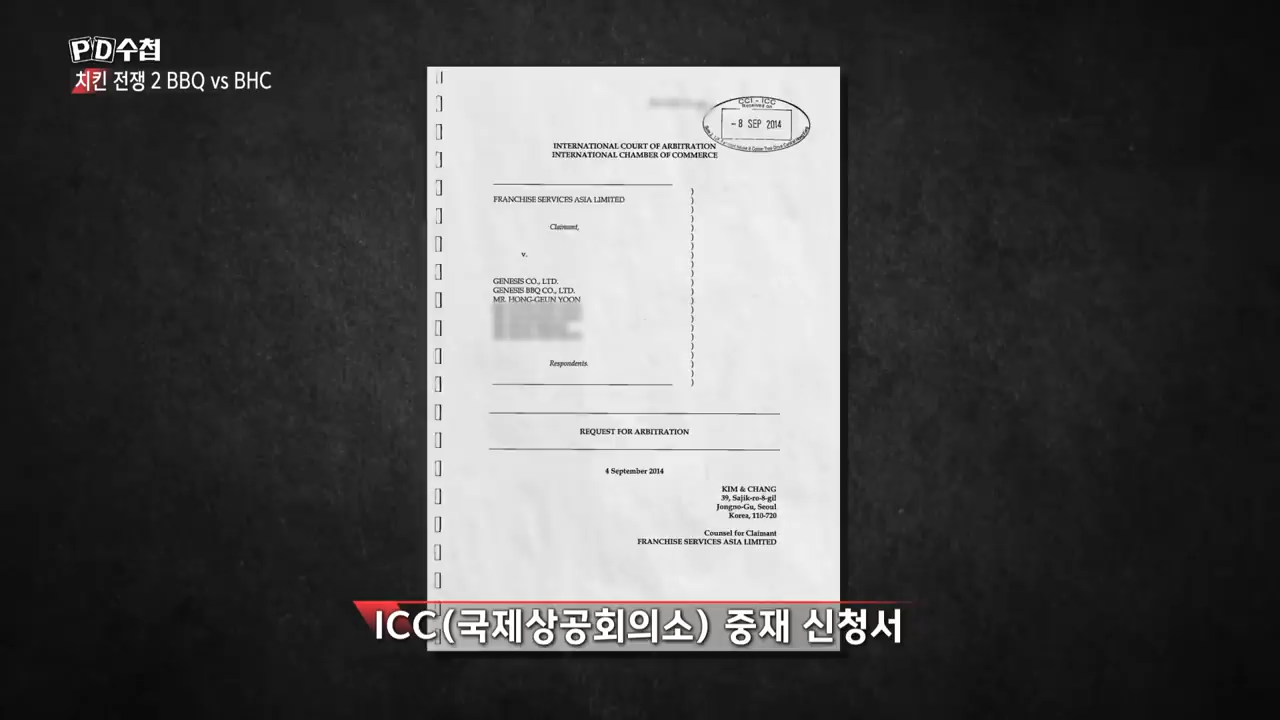 PD수첩
치킨 전쟁 2 BBQ vs BHC
CCI - ICC
Received on
- 8 SEP 2014
INTERNATIONAL COURT OF ARBITRATION
INTERNATIONAL CHAMBER OF COMMERCE
FRANCHISE SERVICES ASIA LIMITED
Claimant,
v.
GENESIS CO., LTD.
GENESIS BBQ CO., LTD.
MR. HONG-GEUN YOON
Respondents.
REQUEST FOR ARBITRATION
4 September 2014
KIM & CHANG
39, Sajik-ro-8-gil
Jongno-Gu, Seoul
Korea, 110-720
Counsel for Claimant
FRANCHISE SERVICES ASIA LIMITED
ICC(국제상공회의소) 중재 신청서